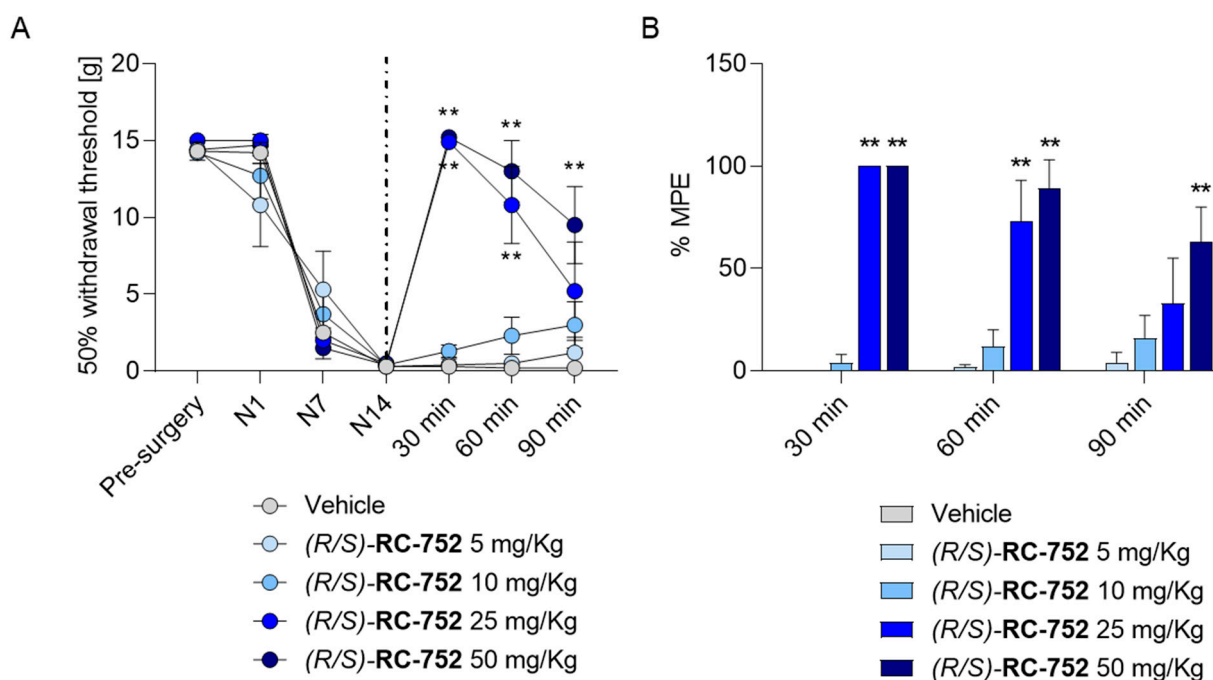 A
50% withdrawal threshold [g]
20
15
10
5
0
**
**
**
**
**
Pre-surgery
N1
N7
N14
30 min
60 min
90 min
Vehicle
(R/S)-RC-752 5 mg/Kg
(R/S)-RC-752 10 mg/Kg
(R/S)-RC-752 25 mg/Kg
(R/S)-RC-752 50 mg/Kg
B
% MPE
150
100
50
0
** **
** **
**
30 min
60 min
90 min
Vehicle
(R/S)-RC-752 5 mg/Kg
(R/S)-RC-752 10 mg/Kg
(R/S)-RC-752 25 mg/Kg
(R/S)-RC-752 50 mg/Kg